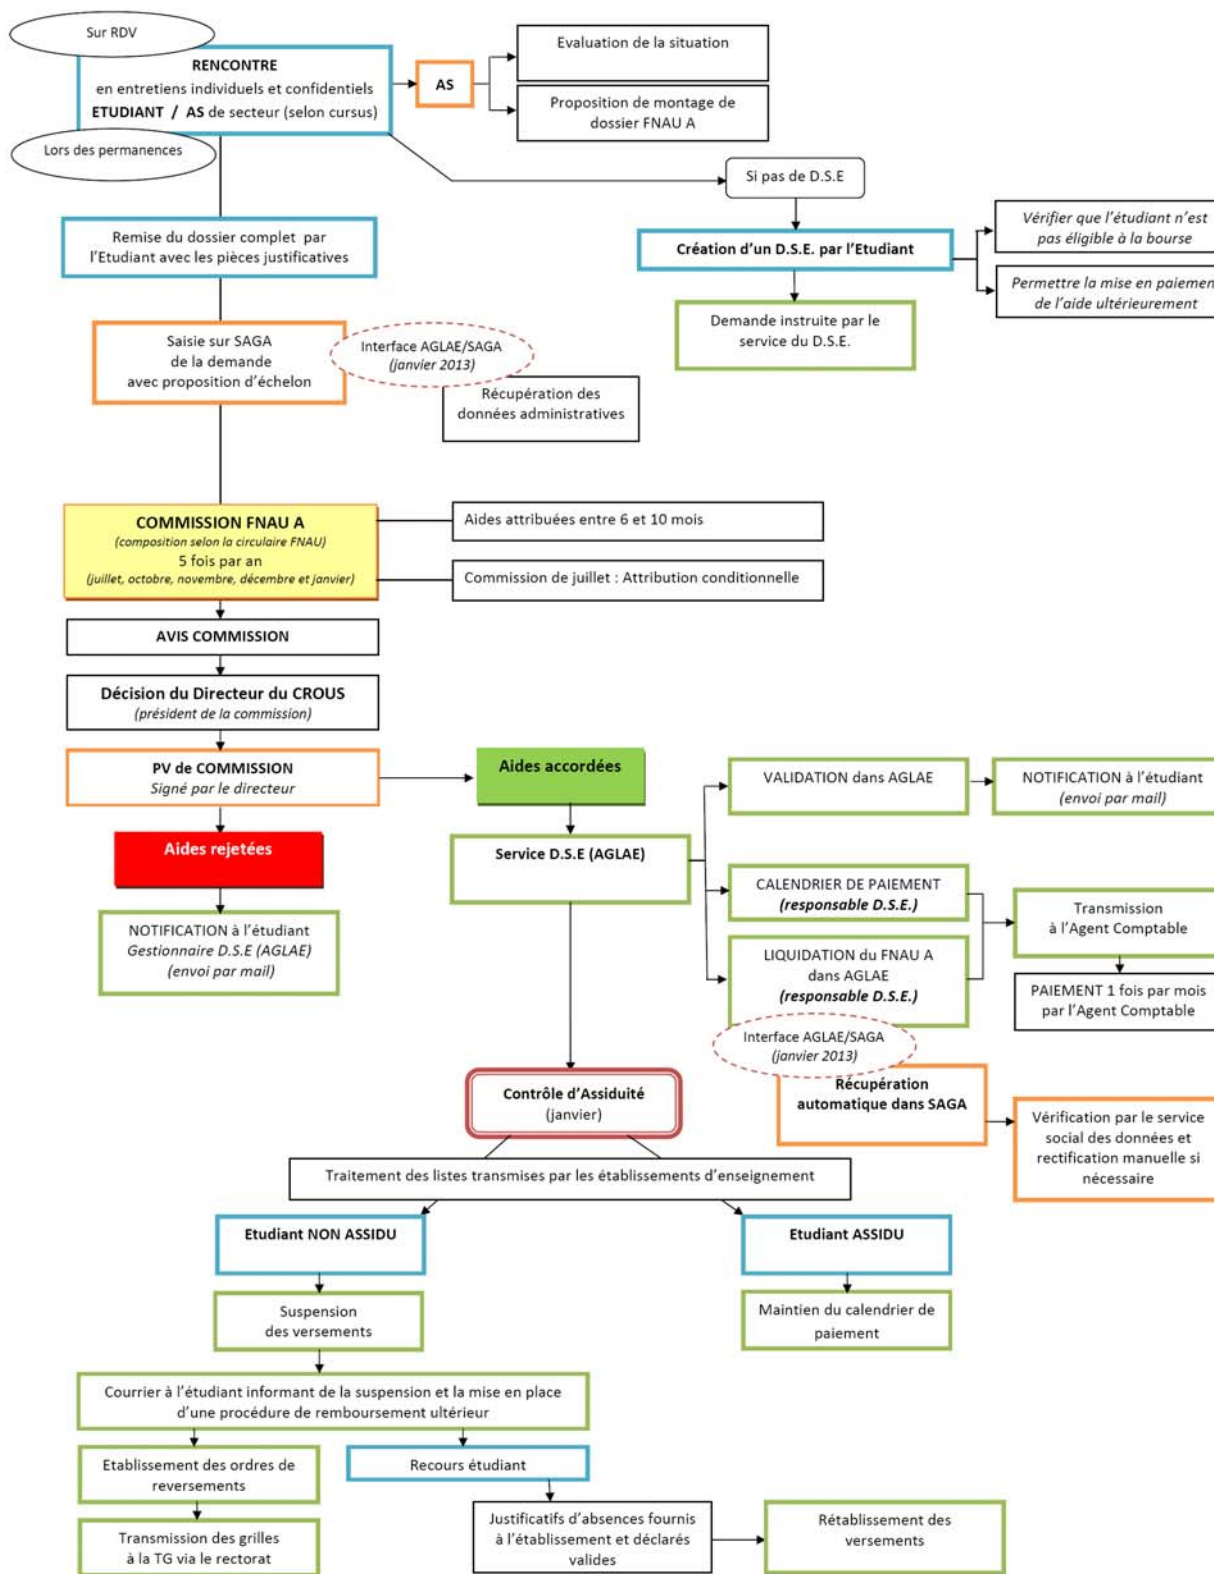 Sur RDV
RENCONTRE
en entretiens individuels et confidentiels
ETUDIANT / AS de secteur (selon cursus)
Lors des permanences
AS
Evaluation de la situation
Proposition de montage de
dossier FNAU A
Si pas de D.S.E
Création d'un D.S.E. par l'Etudiant
Vérifier que l'étudiant n'est
pas éligible à la bourse
Permettre la mise en paiement
de l'aide ultérieurement
Demande instruite par le
service du D.S.E.
Remise du dossier complet par
l'Etudiant avec les pièces justificatives
Saisie sur SAGA
de la demande
avec proposition d'échelon
Interface AGLAE/SAGA
(janvier 2013)
Récupération des
données administratives
COMMISSION FNAU A
(composition selon la circulaire FNAU)
5 fois par an
(juillet, octobre, novembre, décembre et janvier)
Aides attribuées entre 6 et 10 mois
Commission de juillet : Attribution conditionnelle
AVIS COMMISSION
Décision du Directeur du CROUS
(président de la commission)
PV de COMMISSION
Signé par le directeur
Aides rejetées
NOTIFICATION à l'étudiant
Gestionnaire D.S.E (AGLAE)
(envoi par mail)
Aides accordées
Service D.S.E (AGLAE)
VALIDATION dans AGLAE
NOTIFICATION à l'étudiant
(envoi par mail)
CALENDRIER DE PAIEMENT
(responsable D.S.E.)
LIQUIDATION du FNAU A
dans AGLAE
(responsable D.S.E.)
Transmission
à l'Agent Comptable
PAIEMENT 1 fois par mois
par l'Agent Comptable
Interface AGLAE/SAGA
(janvier 2013)
Récupération
automatique dans SAGA
Vérification par le service
social des données et
rectification manuelle si
nécessaire
Contrôle d'Assiduité
(janvier)
Traitement des listes transmises par les établissements d'enseignement
Etudiant NON ASSIDU
Etudiant ASSIDU
Suspension
des versements
Maintien du calendrier de
paiement
Courrier à l'étudiant informant de la suspension et la mise en place
d'une procédure de remboursement ultérieur
Etablissement des ordres de
reversements
Recours étudiant
Transmission des grilles
à la TG via le rectorat
Justificatifs d'absences fournis
à l'établissement et déclarés
valides
Rétablissement des
versements